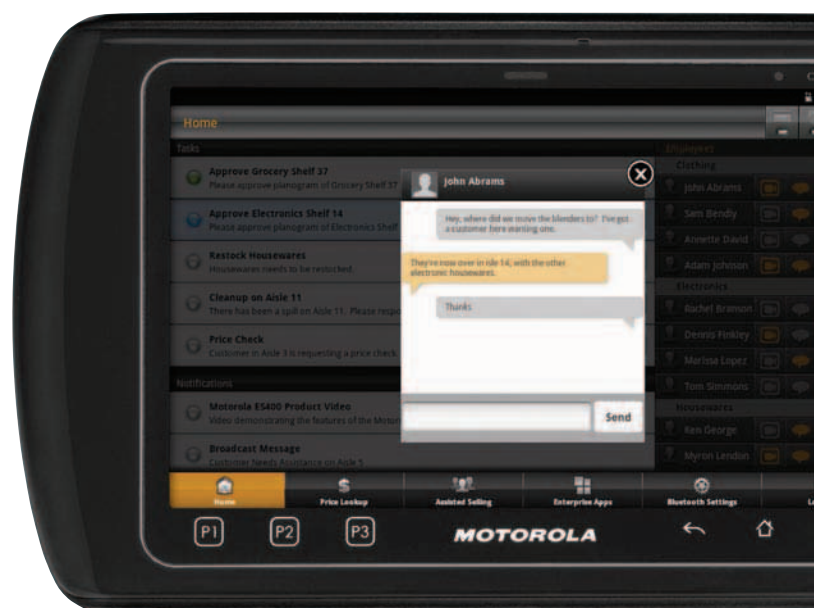 Home
Tasks
Employees
Approve Grocery Shelf 37
Please approve planogram of Grocery Shelf 37
Approve Electronics Shelf 14
Please approve planogram of Electronics Shelf
Restock Housewares
Housewares needs to be restocked.
Cleanup on Aisle 11
There has been a spill on Aisle 11. Please respo
Price Check
Customer in Aisle 3 is requesting a price check.
Notifications
Motorola ES400 Product Video
Video demonstrating the features of the Motor
Broadcast Message
Customer Needs Assistance on Aisle 5
John Abrams
Hey, where did we move the blenders to? I've got
a customer here wanting one.
They're now over in isle 14, with the other
electronic housewares.
Thanks
Send
Clothing
John Abrams
Sam Bendly
Annette David
Adam Johnson
Electronics
Rachel Bronson
Dennis Finkley
Marissa Lopez
Tom Simmons
Housewares
Ken George
Myron Lendon
Home
Price Lookup
Assisted Selling
Enterprise Apps
Bluetooth Settings
P1
P2
P3
MOTOROLA